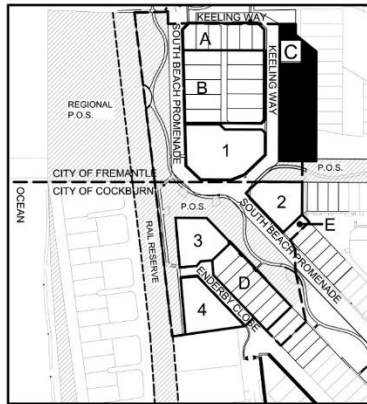 KEELING WAY
A
SOUTH BEACH PROMENADE
KEELING WAY
C
B
REGIONAL
P.O.S.
1
P.O.S.
CITY OF FREMANTLE
CITY OF COCKBURN
OCEAN
RAIL RESERVE
P.O.S.
2
SOUTH BEACH PROMENADE
E
3
D
ENDERBY CLOSE
4